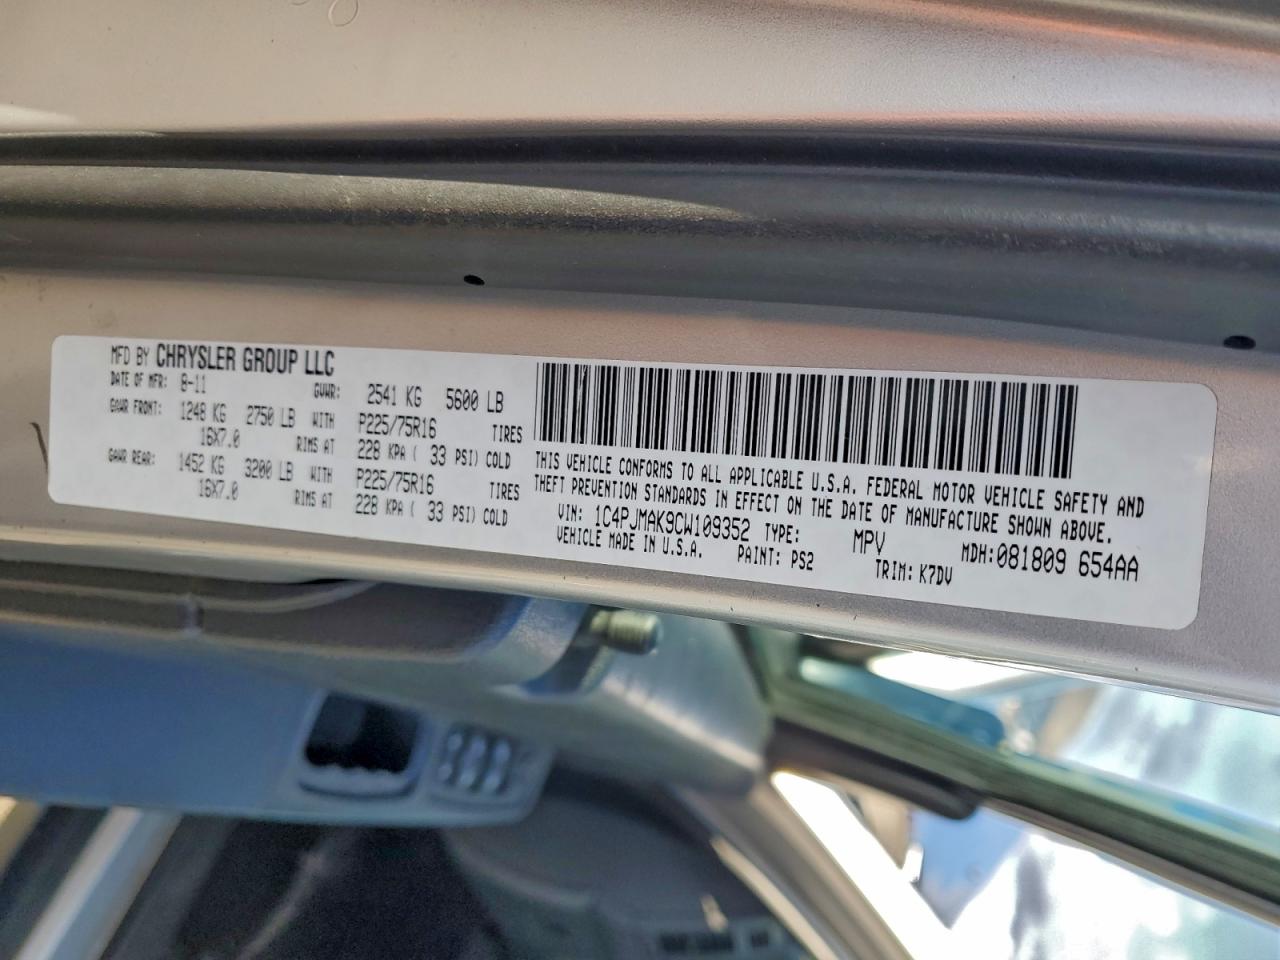 MFD BY CHRYSLER GROUP LLC
DATE OF MFR: 8-11 GVWR: 2541 KG 5600 LB
GAWR FRONT: 1248 KG 2750 LB WITH P225/75R16 TIRES
16X7.0 RIMS AT 228 KPA ( 33 PSI) COLD
GAWR REAR: 1452 KG 3200 LB WITH P225/75R16 TIRES
16X7.0 RIMS AT 228 KPA ( 33 PSI) COLD
THIS VEHICLE CONFORMS TO ALL APPLICABLE U.S.A. FEDERAL MOTOR VEHICLE SAFETY AND
THEFT PREVENTION STANDARDS IN EFFECT ON THE DATE OF MANUFACTURE SHOWN ABOVE.
VIN: 1C4PJMAK9CW109352 TYPE: MPV MDH:081809 654AA
VEHICLE MADE IN U.S.A. PAINT: PS2 TRIM: K7DV